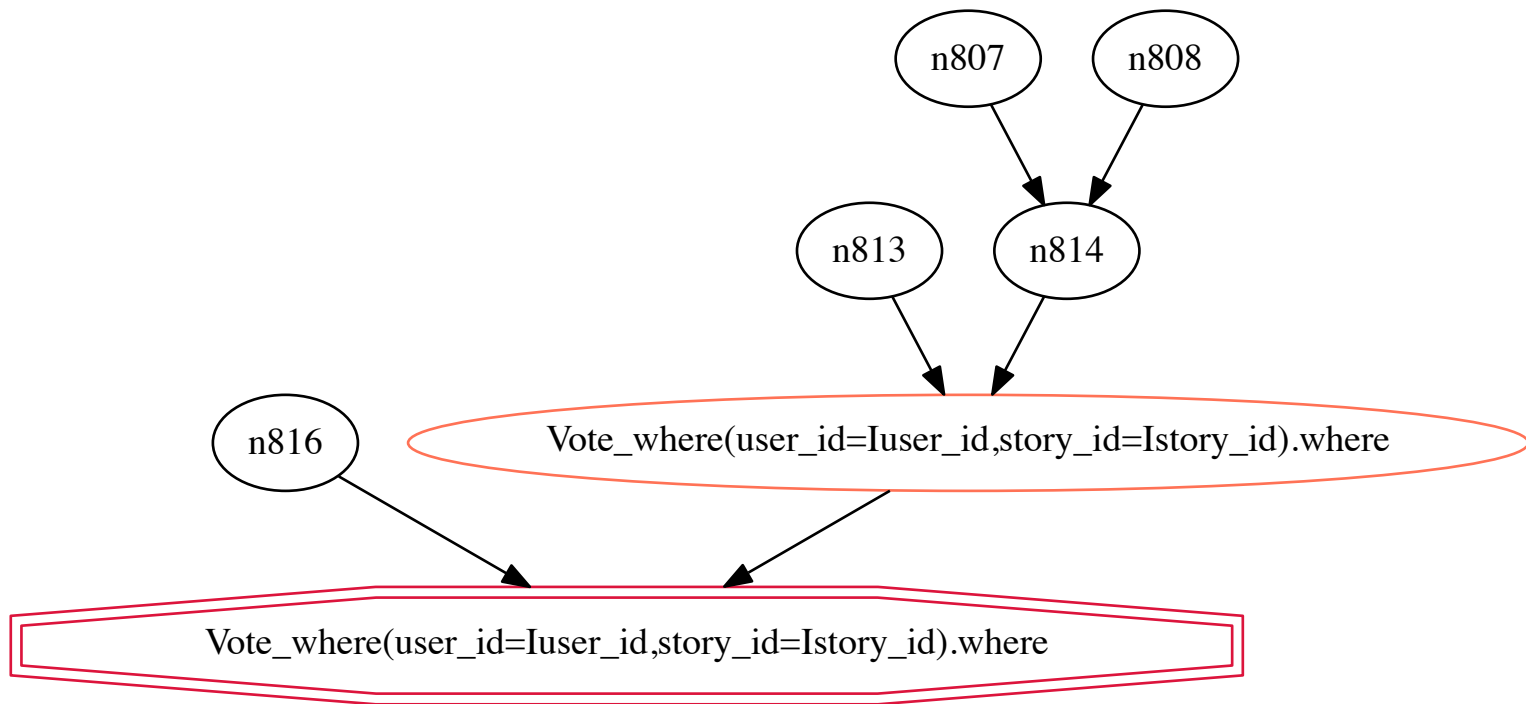 n807
n808
n813
n814
n816
Vote_where(user_id=Iuser_id,story_id=Istory_id).where
Vote_where(user_id=Iuser_id,story_id=Istory_id).where